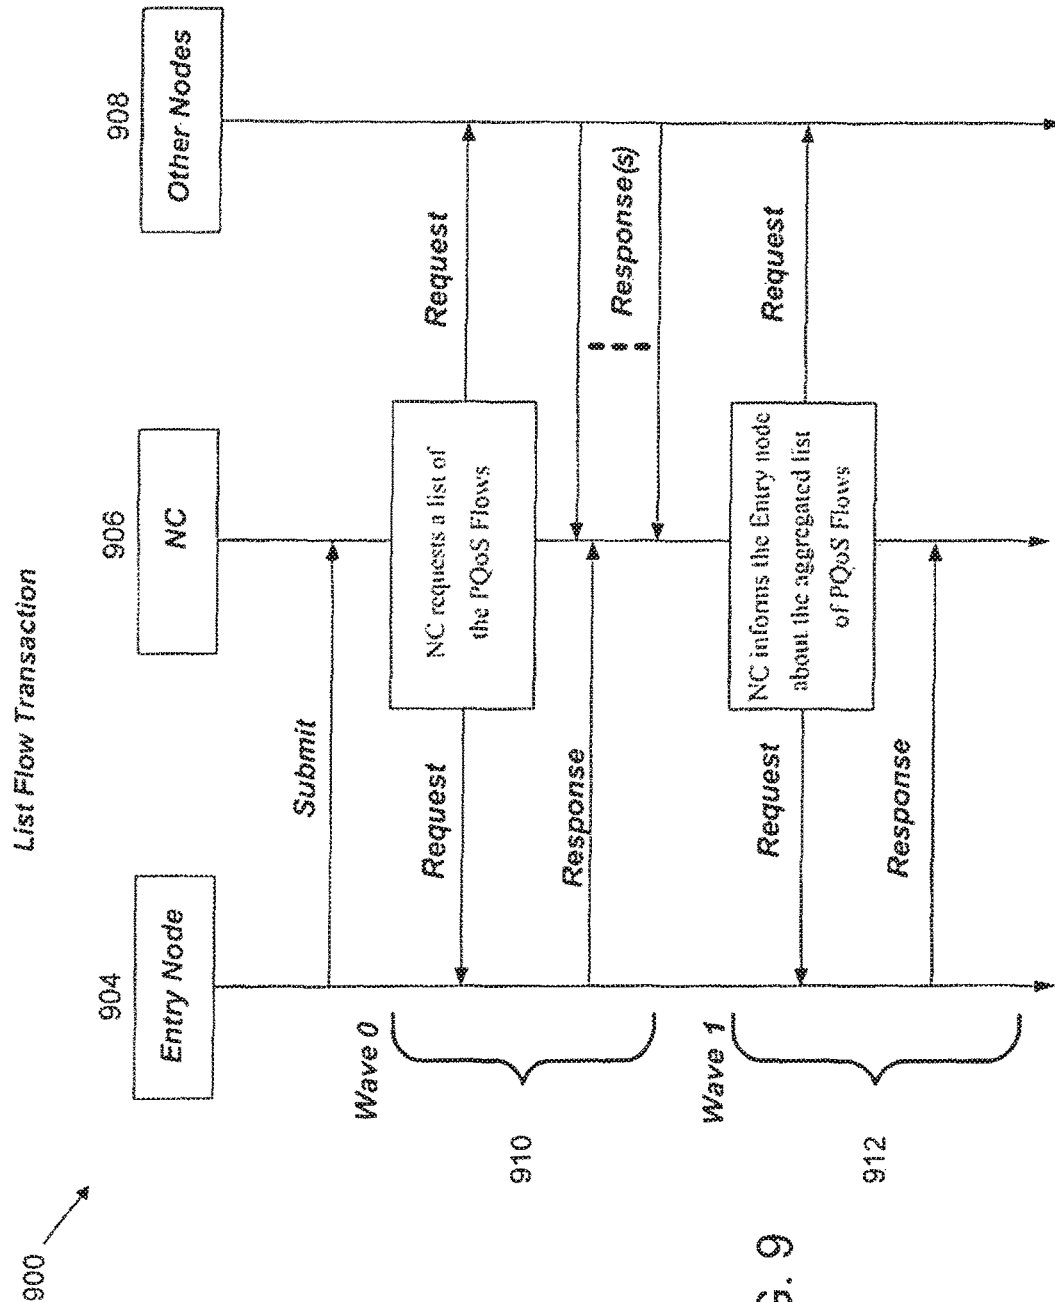 900
List Flow Transaction
904
906
908
Entry Node
NC
Other Nodes
Submit
Wave 0
910
Request
NC requests a list of
the PQoS Flows
Request
Response
Response(s)
Wave 1
912
Request
NC informs the Entry node
about the aggregated list
of PQoS Flows
Request
Response
G. 9